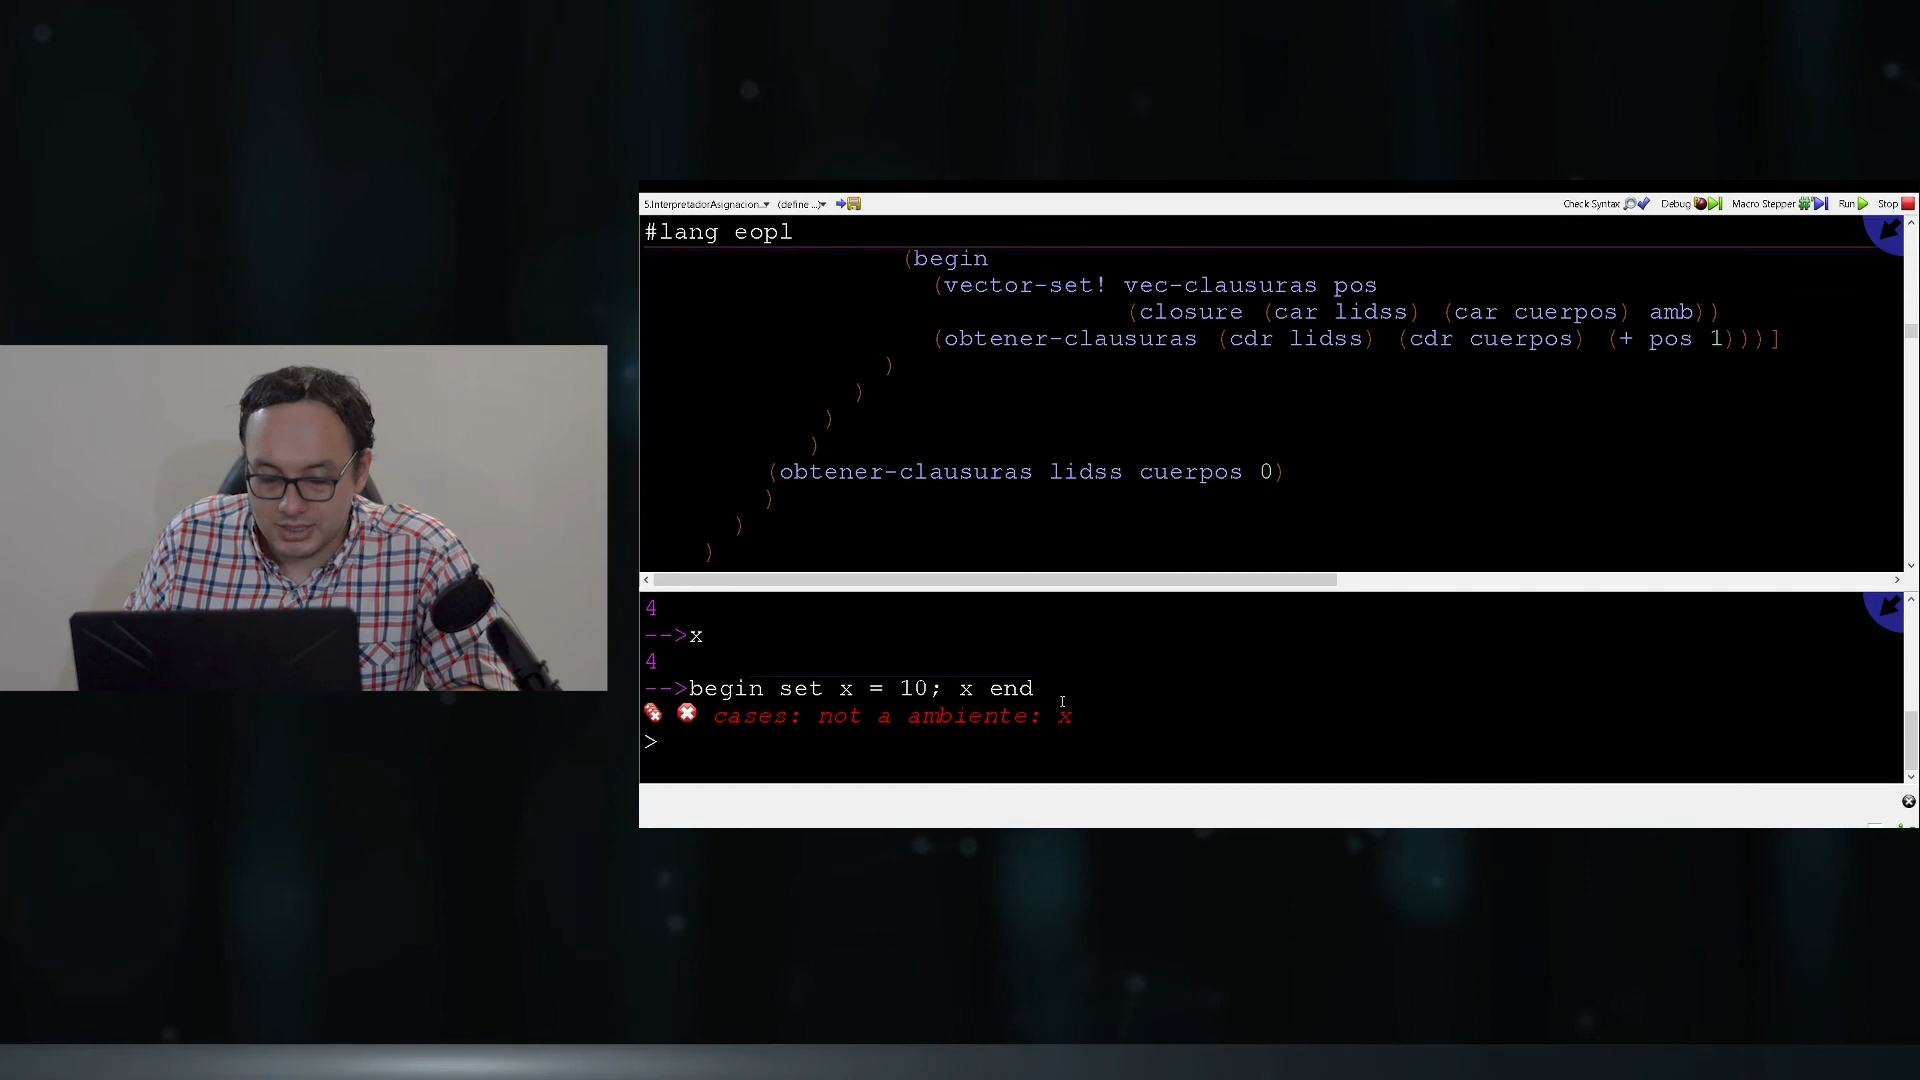 5.InterpretadorAsignacion... (define ...) Check Syntax Debug Macro Stepper Run Stop
#lang eopl
(begin
(vector-set! vec-clausuras pos
(closure (car lidss) (car cuerpos) amb))
(obtener-clausuras (cdr lidss) (cdr cuerpos) (+ pos 1)))]
)
)
)
)
(obtener-clausuras lidss cuerpos 0)
)
)
)
4
-->x
4
-->begin set x = 10; x end
cases: not a ambiente: x
>